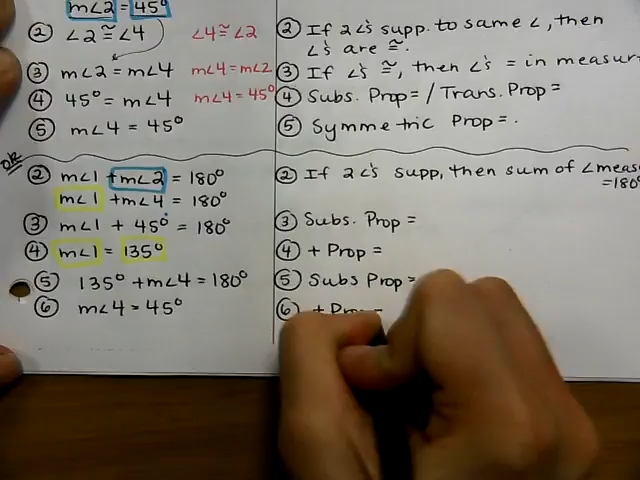 m∠2 = 45°
② ∠2 ≅ ∠4 ∠4 ≅ ∠2 ② If 2 ∠'s supp. to same ∠, then
∠'s are ≅.
③ m∠2 = m∠4 m∠4 = m∠2 ③ If ∠'s ≅, then ∠'s = in measur
④ 45° = m∠4 m∠4 = 45° ④ Subs. Prop = / Trans. Prop =
⑤ m∠4 = 45° ⑤ Symmetric Prop = .
OR
② m∠1 + m∠2 = 180° ② If 2 ∠'s supp, then sum of ∠ meas
m∠1 + m∠4 = 180° = 180°
③ m∠1 + 45° = 180° ③ Subs. Prop =
④ m∠1 = 135° ④ + Prop =
⑤ 135° + m∠4 = 180° ⑤ Subs Prop =
⑥ m∠4 = 45° ⑥ + Prop =